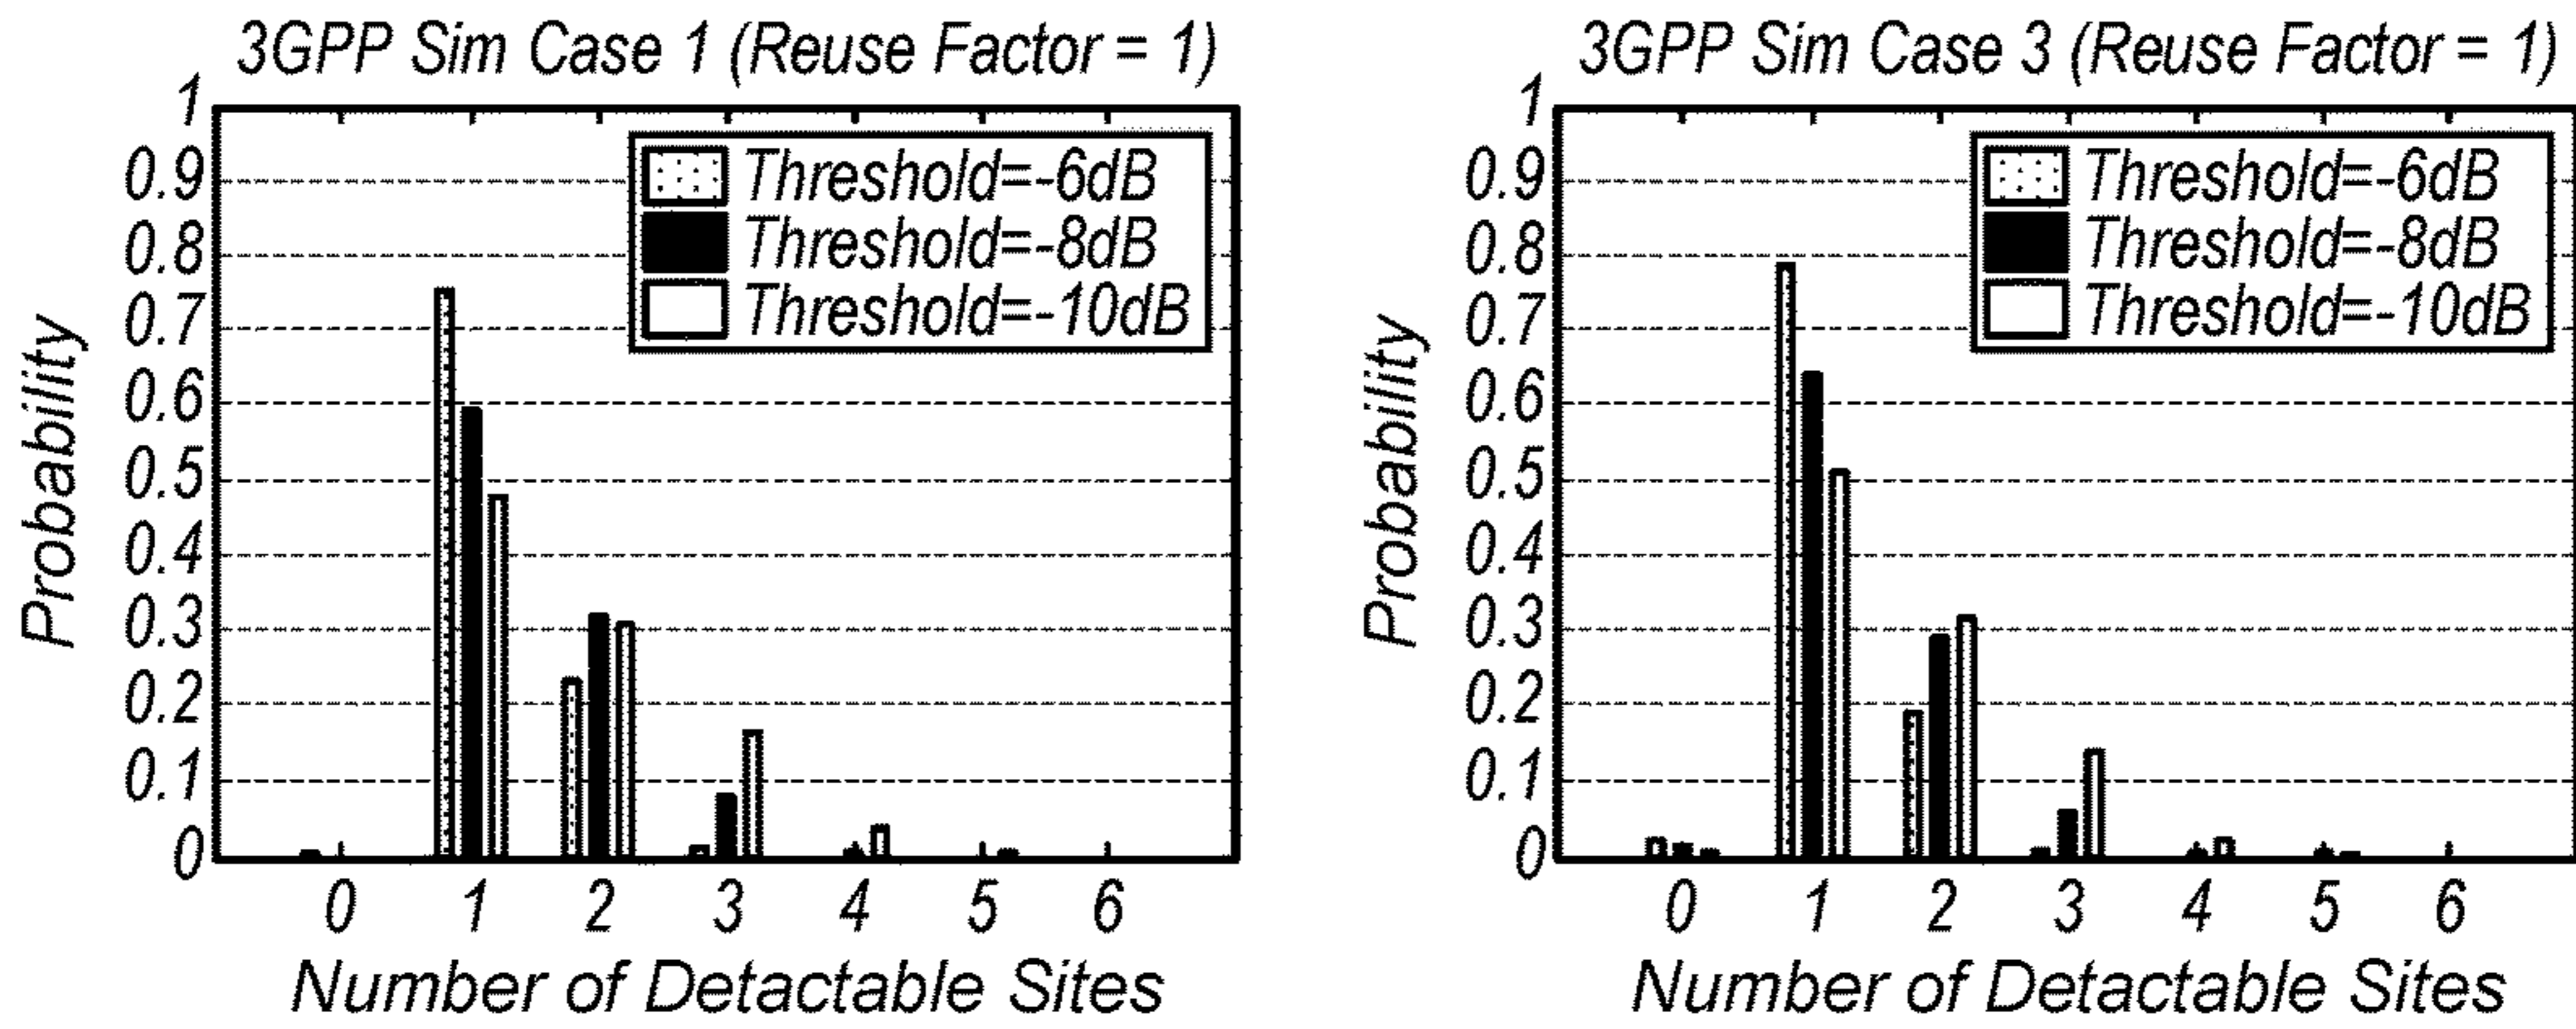 3GPP Sim Case 1 (Reuse Factor = 1)
1
0.9
0.8
0.7
0.6
0.5
0.4
0.3
0.2
0.1
0
Probability
Threshold=-6dB
Threshold=-8dB
Threshold=-10dB
0 1 2 3 4 5 6
Number of Detactable Sites
3GPP Sim Case 3 (Reuse Factor = 1)
1
0.9
0.8
0.7
0.6
0.5
0.4
0.3
0.2
0.1
0
Probability
Threshold=-6dB
Threshold=-8dB
Threshold=-10dB
0 1 2 3 4 5 6
Number of Detactable Sites